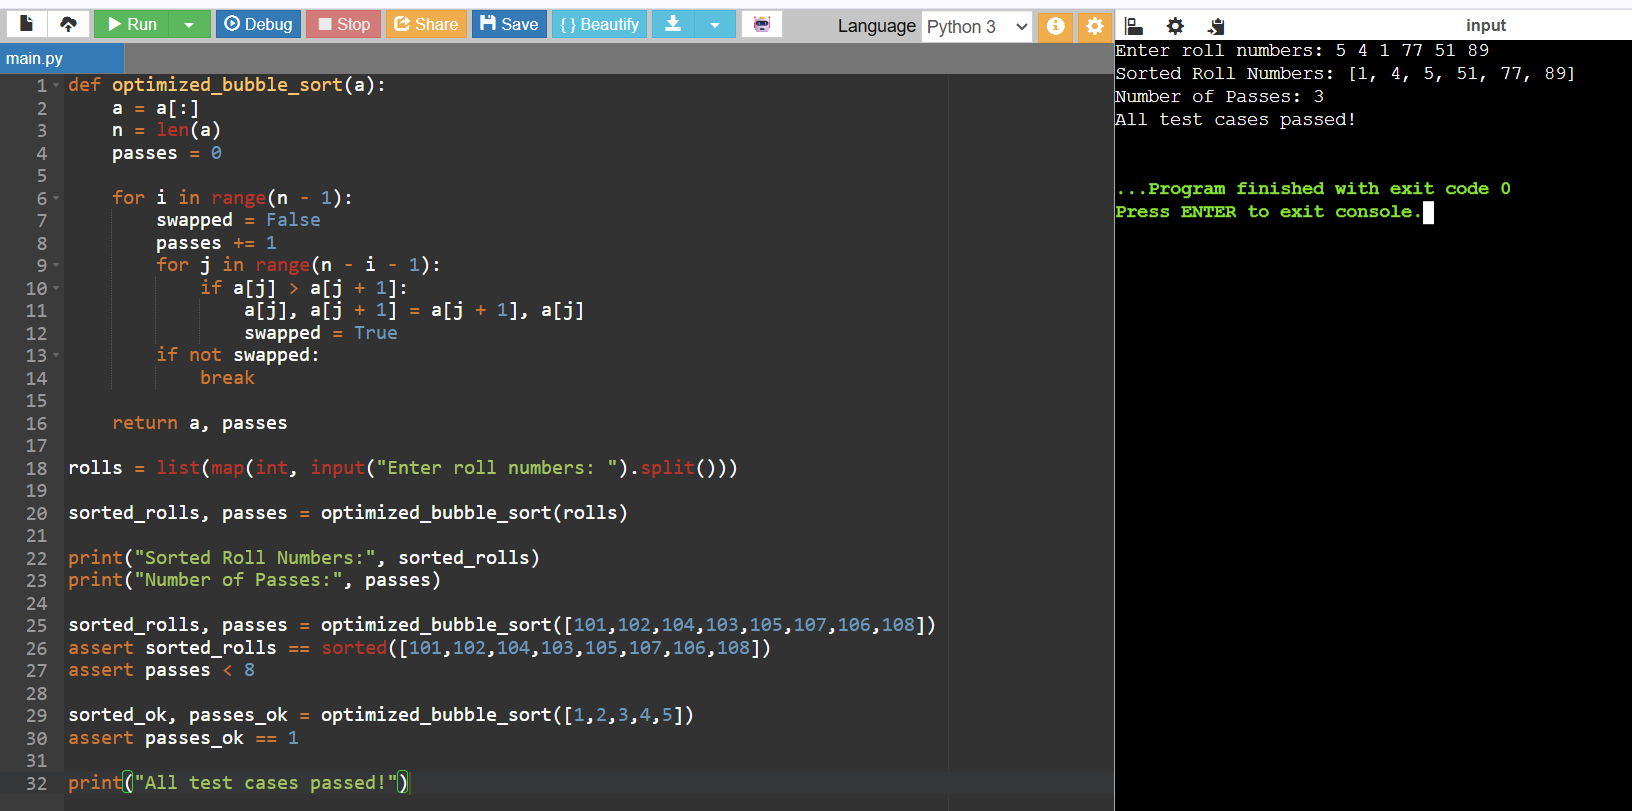 Run
Debug
Stop
Share
Save
{ } Beautify
Language Python 3
input
main.py
1 def optimized_bubble_sort(a):
2     a = a[:]
3     n = len(a)
4     passes = 0
5
6     for i in range(n - 1):
7         swapped = False
8         passes += 1
9         for j in range(n - i - 1):
10             if a[j] > a[j + 1]:
11                 a[j], a[j + 1] = a[j + 1], a[j]
12                 swapped = True
13         if not swapped:
14             break
15
16     return a, passes
17
18 rolls = list(map(int, input("Enter roll numbers: ").split()))
19
20 sorted_rolls, passes = optimized_bubble_sort(rolls)
21
22 print("Sorted Roll Numbers:", sorted_rolls)
23 print("Number of Passes:", passes)
24
25 sorted_rolls, passes = optimized_bubble_sort([101,102,104,103,105,107,106,108])
26 assert sorted_rolls == sorted([101,102,104,103,105,107,106,108])
27 assert passes < 8
28
29 sorted_ok, passes_ok = optimized_bubble_sort([1,2,3,4,5])
30 assert passes_ok == 1
31
32 print("All test cases passed!")
Enter roll numbers: 5 4 1 77 51 89
Sorted Roll Numbers: [1, 4, 5, 51, 77, 89]
Number of Passes: 3
All test cases passed!
...Program finished with exit code 0
Press ENTER to exit console.